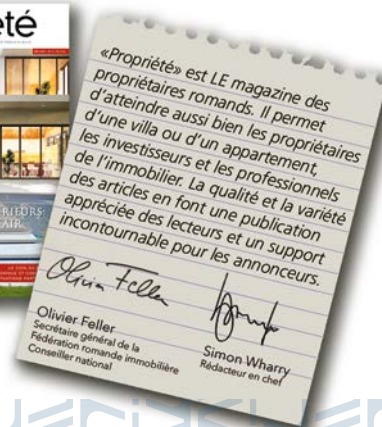 été
«Propriété» est LE magazine des
propriétaires romands. Il permet
d'atteindre aussi bien les propriétaires
d'une villa ou d'un appartement,
les investisseurs et les professionnels
de l'immobilier. La qualité et la variété
des articles en font une publication
appréciée des lecteurs et un support
incontournable pour les annonceurs.
Olivier Feller
Olivier Feller
Secrétaire général de la
Fédération romande immobilière
Conseiller national
Simon Wharry
Rédacteur en chef